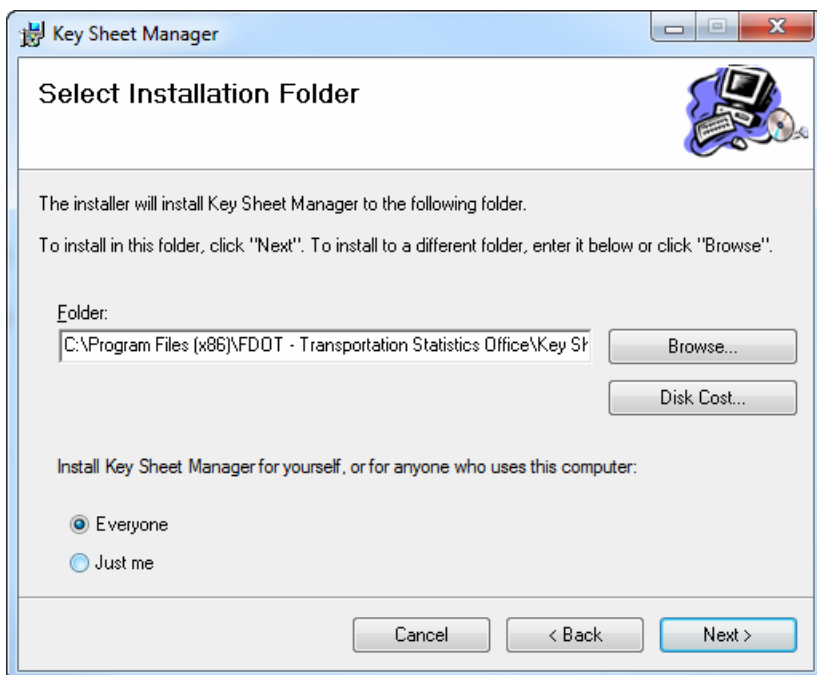 Key Sheet Manager
Select Installation Folder
The installer will install Key Sheet Manager to the following folder.
To install in this folder, click "Next". To install to a different folder, enter it below or click "Browse".
Folder:
C:\Program Files (x86)\FDOT - Transportation Statistics Office\Key Sh
Browse...
Disk Cost...
Install Key Sheet Manager for yourself, or for anyone who uses this computer:
Everyone
Just me
Cancel
< Back
Next >